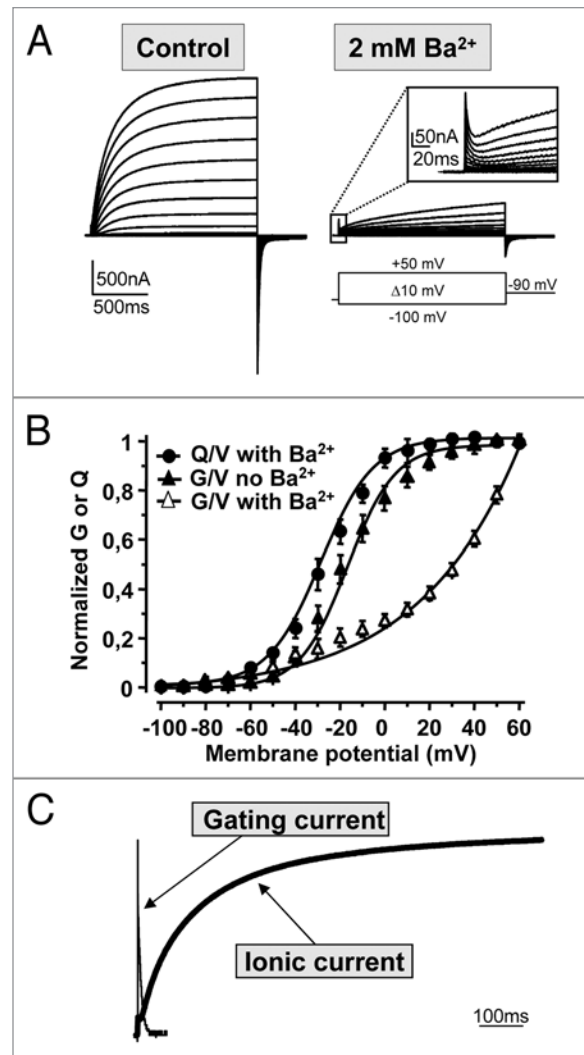 A
Control
2 mM Ba²⁺
50nA
20ms
500nA
500ms
+50 mV
Δ10 mV
-90 mV
-100 mV
B
Q/V with Ba²⁺
G/V no Ba²⁺
G/V with Ba²⁺
Normalized G or Q
1
0,8
0,6
0,4
0,2
0
-100 -80 -60 -40 -20 0 20 40 60
Membrane potential (mV)
C
Gating current
Ionic current
100ms